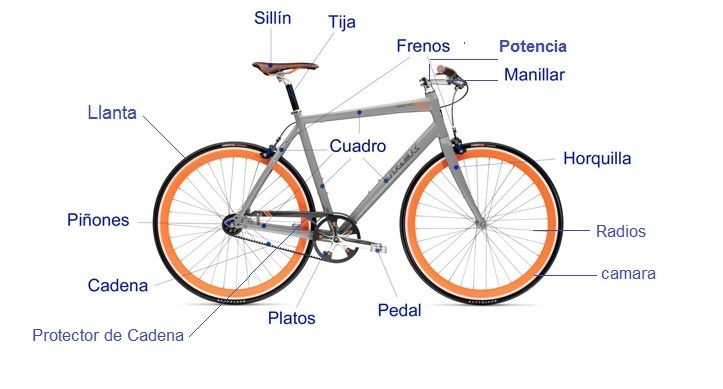 Sillín
Tija
Frenos
Potencia
Manillar
Llanta
Cuadro
Horquilla
Piñones
Radios
Cadena
camara
Platos
Pedal
Protector de Cadena